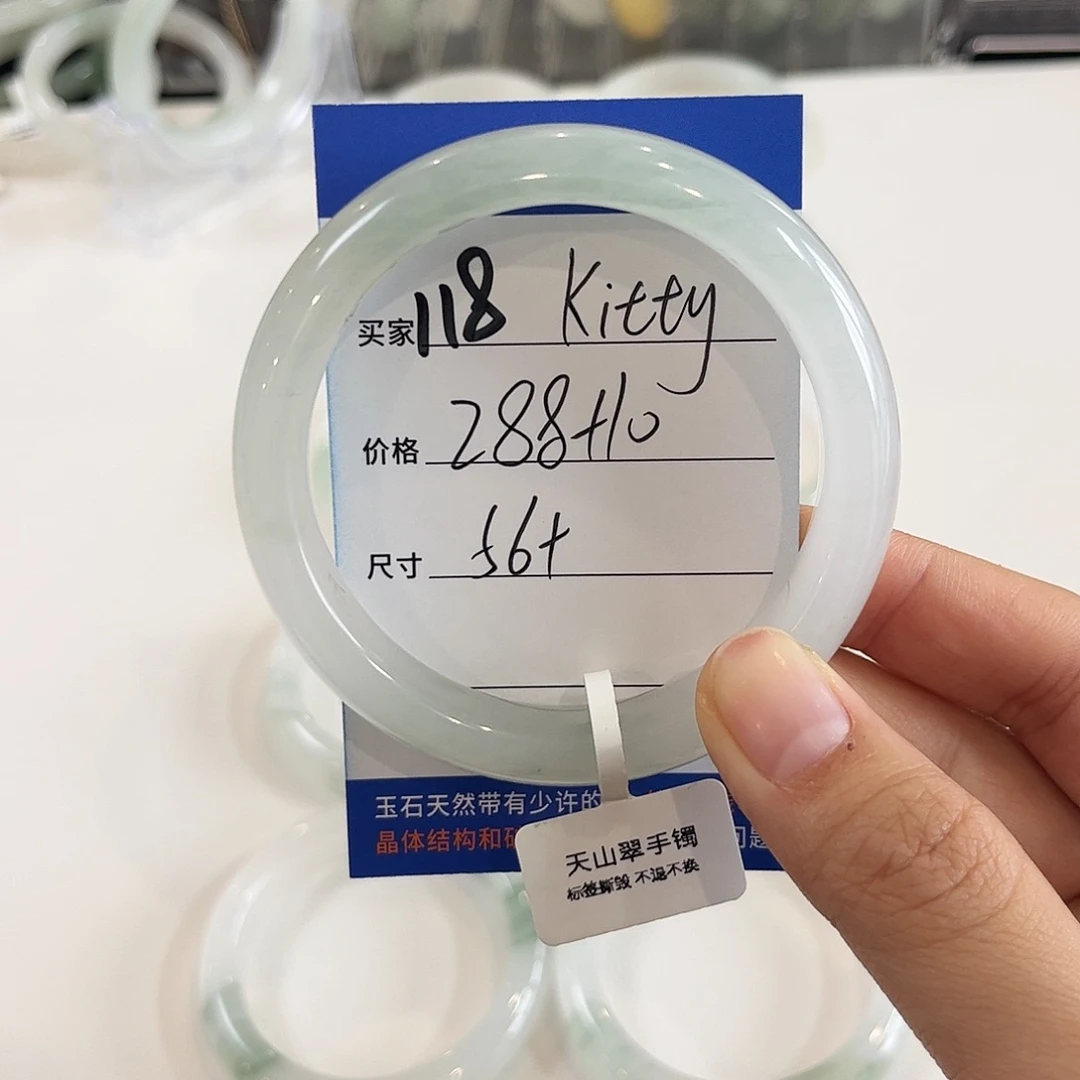 买家 118 Kitty
价格 288+10
尺寸 56+
玉石天然带有少许的
晶体结构和
问题
天山翠手镯
标签撕毁 不退不换